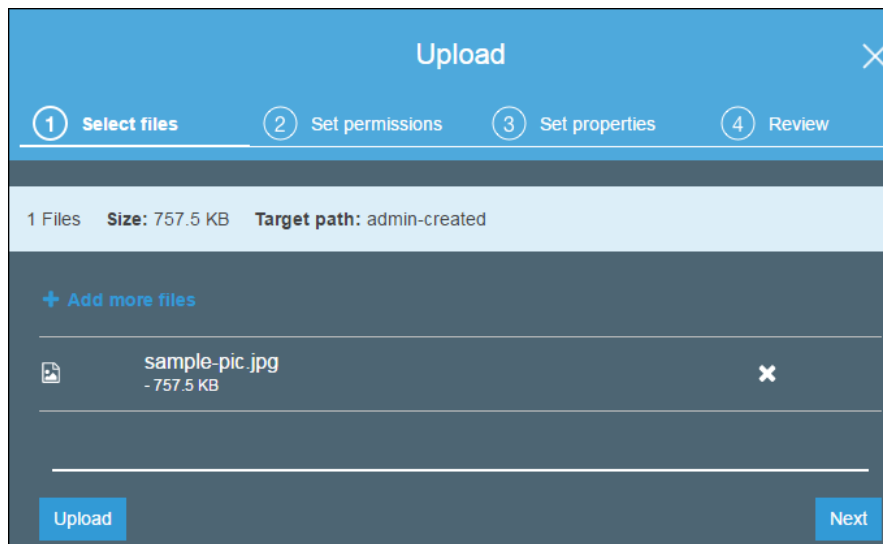 Upload
1 Select files 2 Set permissions 3 Set properties 4 Review
1 Files Size: 757.5 KB Target path: admin-created
+ Add more files
sample-pic.jpg
- 757.5 KB
Upload Next